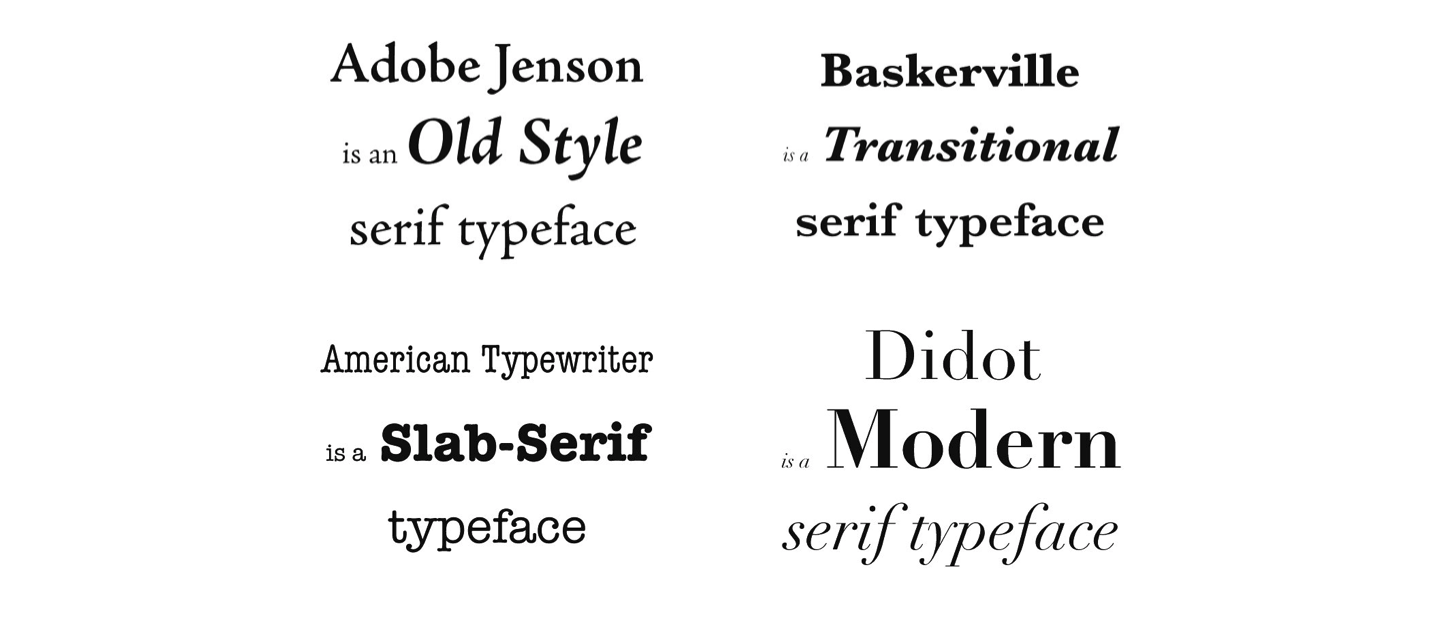 Adobe Jenson
is an Old Style
serif typeface
Baskerville
is a Transitional
serif typeface
American Typewriter
is a Slab-Serif
typeface
Didot
is a Modern
serif typeface